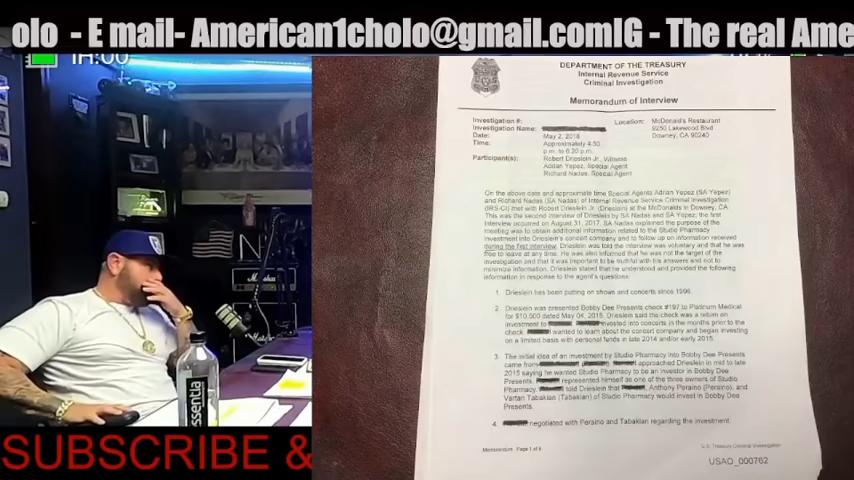 olo - E mail- American1cholo@gmail.comIG - The real Ame
1H:00
DEPARTMENT OF THE TREASURY
Internal Revenue Service
Criminal Investigation
Memorandum of Interview
Investigation #: Location: McDonald's Restaurant
Investigation Name: 9250 Lakewood Blvd
Date: May 2, 2018 Downey, CA 90240
Time: Approximately 4:50
p.m. to 6:20 p.m.
Participant(s): Robert Drieslein Jr, Witness
Adrian Yepez, Special Agent
Richard Nadas, Special Agent
On the above date and approximate time Special Agents Adrian Yepez (SA Yepez)
and Richard Nadas (SA Nadas) of Internal Revenue Service Criminal Investigation
(IRS-CI) met with Robert Drieslein Jr. (Drieslein) at the McDonalds in Downey, CA
This was the second interview of Drieslein by SA Nadas and SA Yepez, the first
interview occurred on August 31, 2017. SA Nadas explained the purpose of the
meeting was to obtain additional information related to the Studio Pharmacy
investment into Drieslein's concert company and to follow up on information received
during the first interview. Drieslein was told the interview was voluntary and that he was
free to leave at any time. He was also informed that he was not the target of the
investigation and that it was important to be truthful with his answers and not to
minimize information. Drieslein stated that he understood and provided the following
information in response to the agent's questions:
1. Drieslein has been putting on shows and concerts since 1996.
2. Drieslein was presented Bobby Dee Presents check #197 to Platinum Medical
for $10,000 dated May 04, 2015. Drieslein said the check was a return on
investment to invested into concerts in the months prior to the
check. wanted to learn about the concert company and began investing
on a limited basis with personal funds in late 2014 and/or early 2015.
3. The initial idea of an investment by Studio Pharmacy into Bobby Dee Presents
came from approached Drieslein in mid to late
2015 saying he wanted Studio Pharmacy to be an investor in Bobby Dee
Presents. represented himself as one of the three owners of Studio
Pharmacy. told Drieslein that Anthony Peraino (Peraino), and
Vartan Tabakian (Tabakian) of Studio Pharmacy would invest in Bobby Dee
Presents.
4. negotiated with Peraino and Tabakian regarding the investment.
Memorandum Page 1 of U.S. Treasury Criminal Investigation
USAO_000762
Marshall
essentia
SUBSCRIBE &